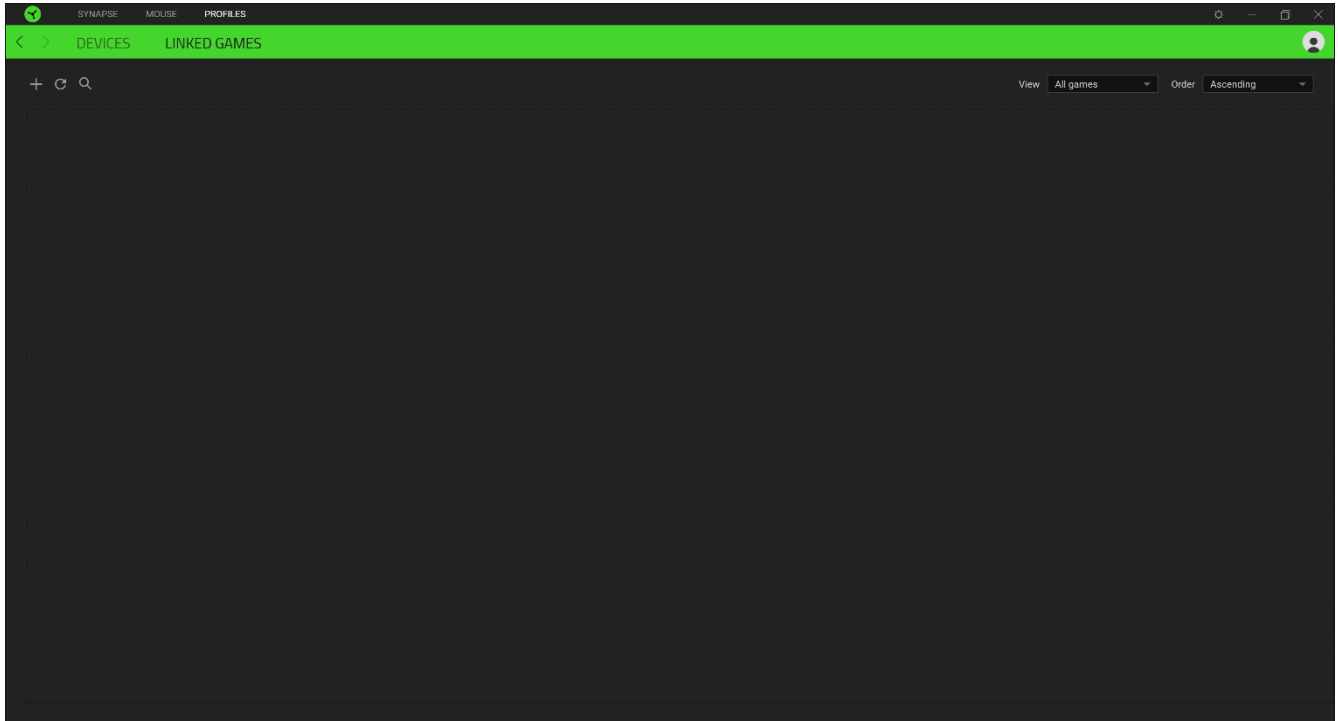 SYNAPSE MOUSE PROFILES
DEVICES LINKED GAMES
View All games Order Ascending